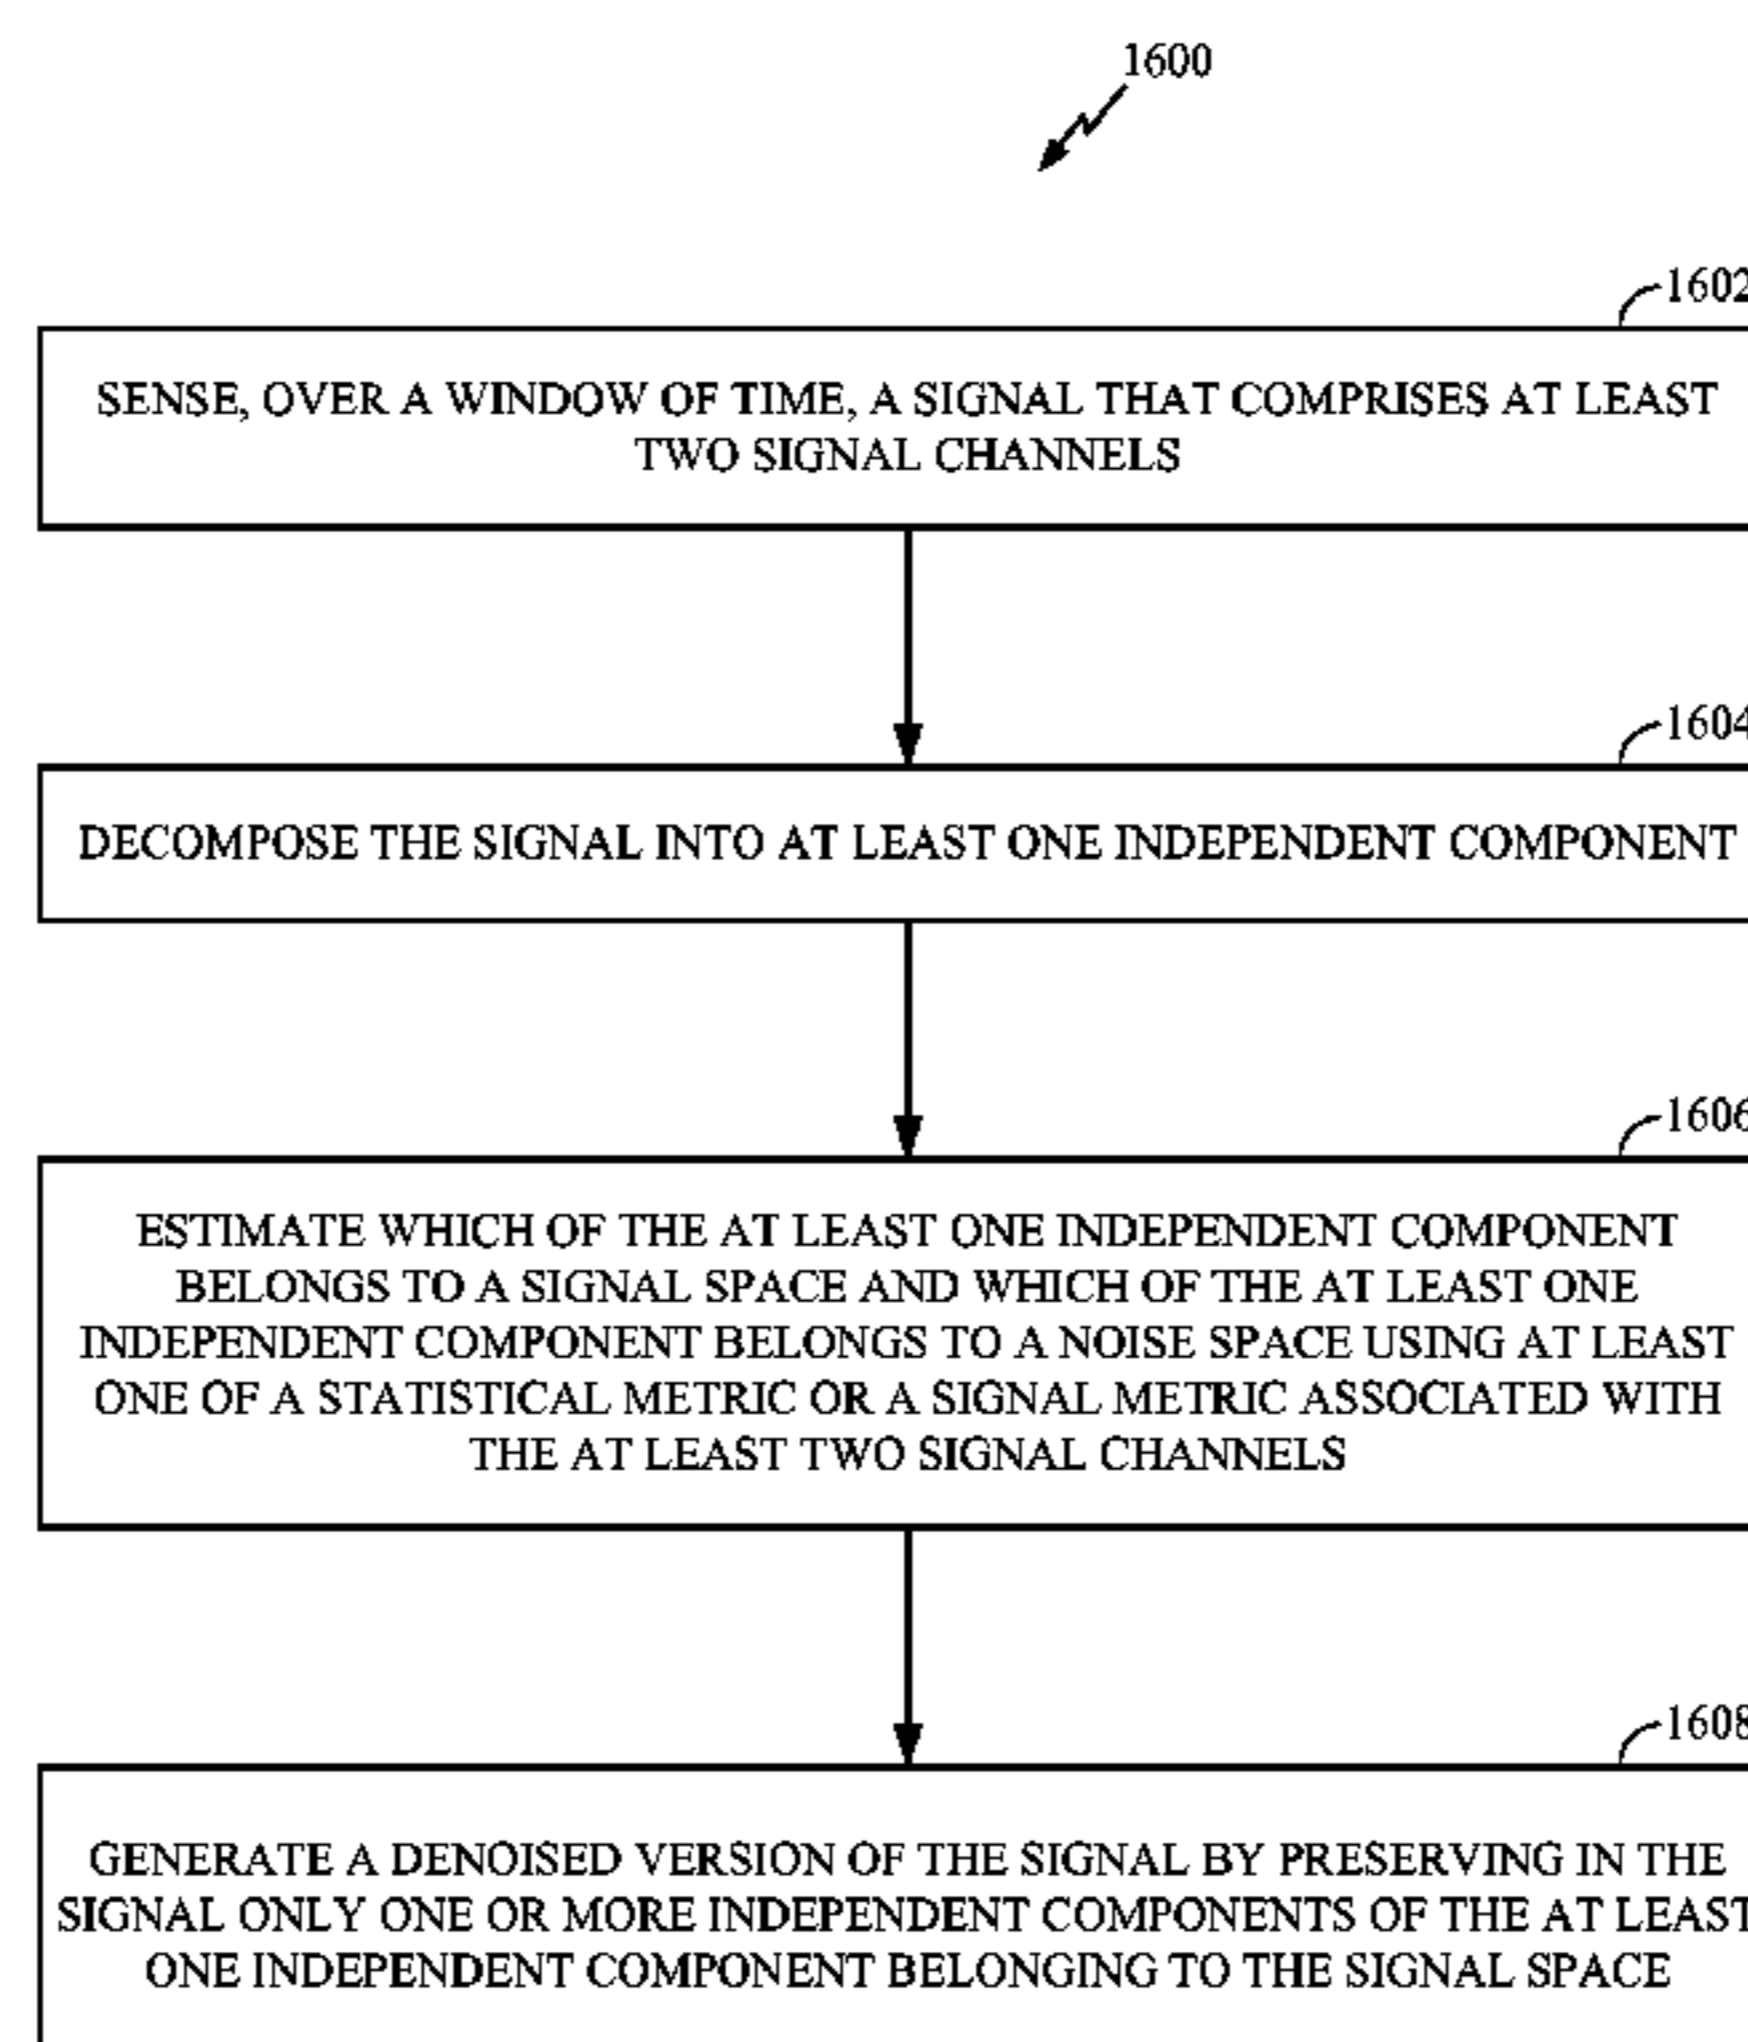 1600
1602
SENSE, OVER A WINDOW OF TIME, A SIGNAL THAT COMPRISES AT LEAST
TWO SIGNAL CHANNELS
1604
DECOMPOSE THE SIGNAL INTO AT LEAST ONE INDEPENDENT COMPONENT
1606
ESTIMATE WHICH OF THE AT LEAST ONE INDEPENDENT COMPONENT
BELONGS TO A SIGNAL SPACE AND WHICH OF THE AT LEAST ONE
INDEPENDENT COMPONENT BELONGS TO A NOISE SPACE USING AT LEAST
ONE OF A STATISTICAL METRIC OR A SIGNAL METRIC ASSOCIATED WITH
THE AT LEAST TWO SIGNAL CHANNELS
1608
GENERATE A DENOISED VERSION OF THE SIGNAL BY PRESERVING IN THE
SIGNAL ONLY ONE OR MORE INDEPENDENT COMPONENTS OF THE AT LEAST
ONE INDEPENDENT COMPONENT BELONGING TO THE SIGNAL SPACE